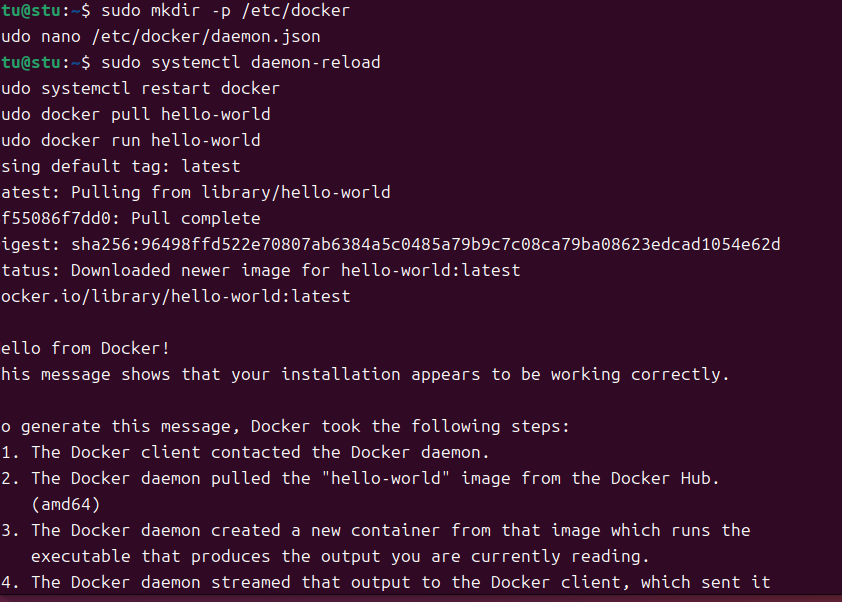 tu@stu:~$ sudo mkdir -p /etc/docker
udo nano /etc/docker/daemon.json
tu@stu:~$ sudo systemctl daemon-reload
udo systemctl restart docker
udo docker pull hello-world
udo docker run hello-world
sing default tag: latest
atest: Pulling from library/hello-world
f55086f7dd0: Pull complete
igest: sha256:96498ffd522e70807ab6384a5c0485a79b9c7c08ca79ba08623edcad1054e62d
tatus: Downloaded newer image for hello-world:latest
ocker.io/library/hello-world:latest

ello from Docker!
his message shows that your installation appears to be working correctly.

o generate this message, Docker took the following steps:
1. The Docker client contacted the Docker daemon.
2. The Docker daemon pulled the "hello-world" image from the Docker Hub.
   (amd64)
3. The Docker daemon created a new container from that image which runs the
   executable that produces the output you are currently reading.
4. The Docker daemon streamed that output to the Docker client, which sent it